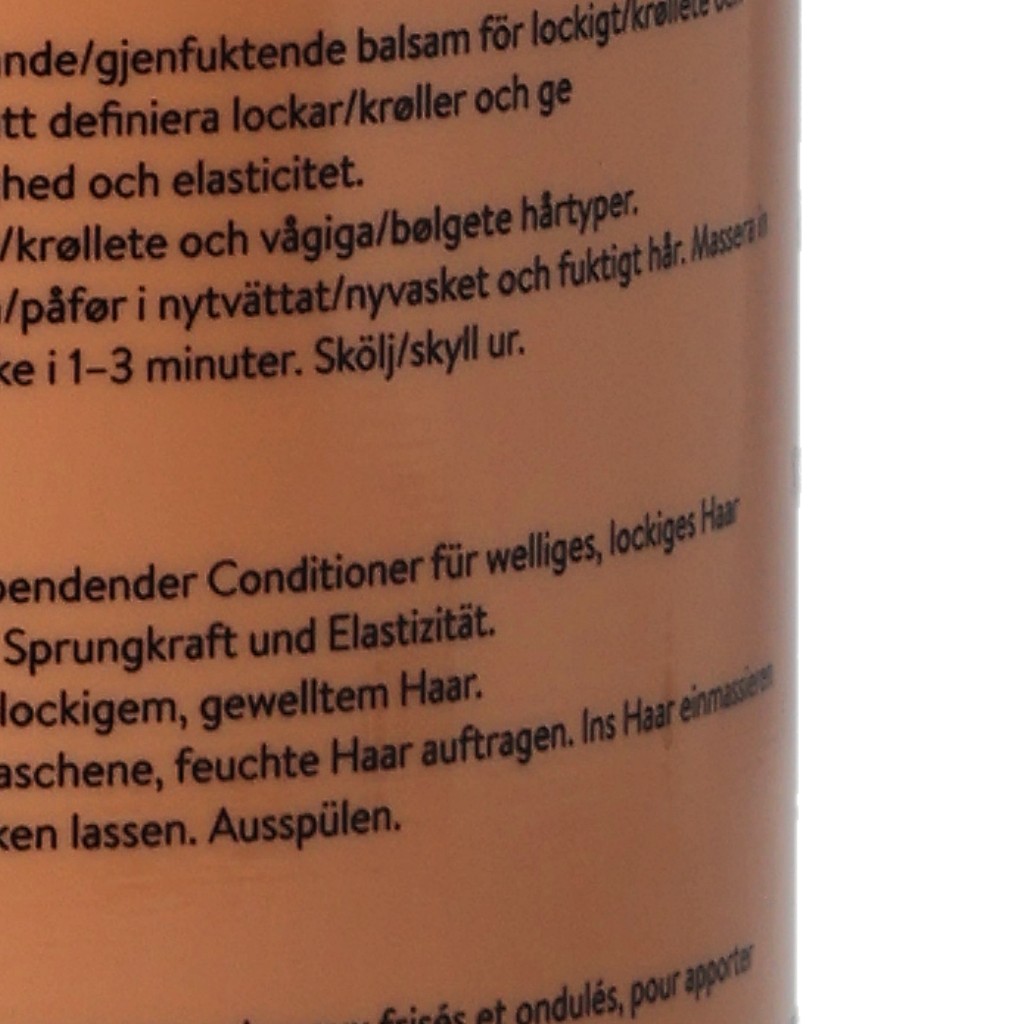 nde/gjenfuktende balsam för lockigt/krøllete
tt definiera lockar/krøller och ge
hed och elasticitet.
/krøllete och vågiga/bølgete hårtyper.
/påfør i nytvättat/nyvasket och fuktigt hår. Massera in
ke i 1–3 minuter. Skölj/skyll ur.
pendender Conditioner für welliges, lockiges Haar
Sprungkraft und Elastizität.
lockigem, gewelltem Haar.
aschene, feuchte Haar auftragen. Ins Haar einmassieren
ken lassen. Ausspülen.
frisés et ondulés, pour apporter